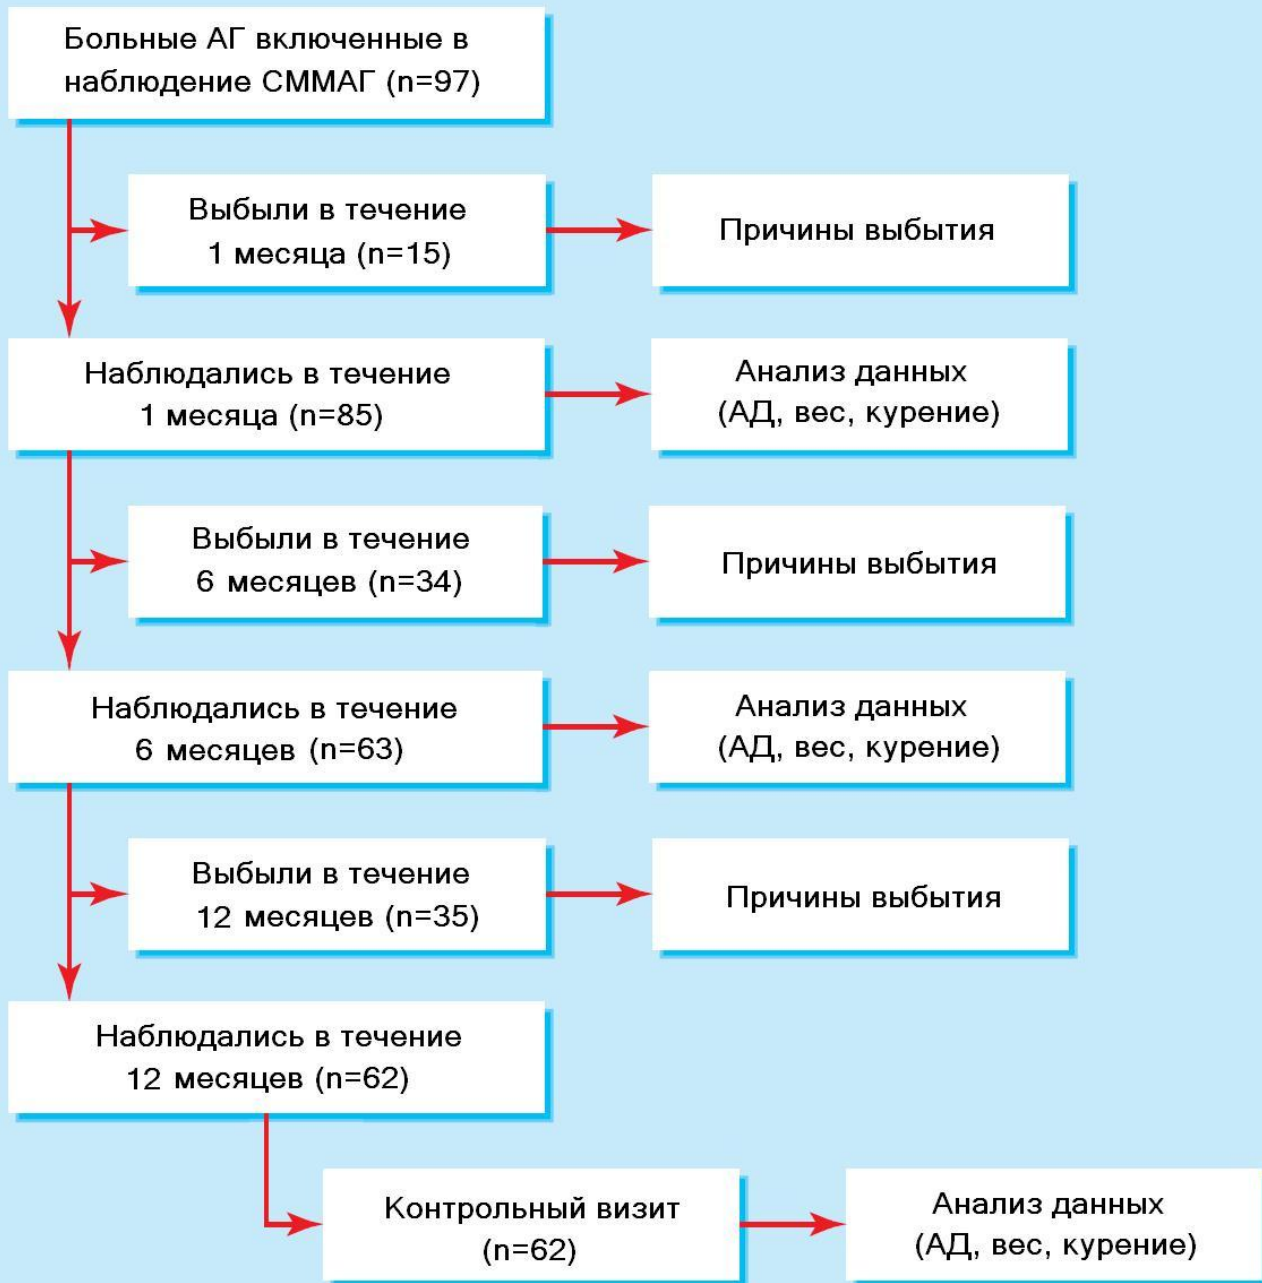 Больные АГ включенные в
наблюдение СММАГ (n=97)
Выбыли в течение
1 месяца (n=15)
Причины выбытия
Наблюдались в течение
1 месяца (n=85)
Анализ данных
(АД, вес, курение)
Выбыли в течение
6 месяцев (n=34)
Причины выбытия
Наблюдались в течение
6 месяцев (n=63)
Анализ данных
(АД, вес, курение)
Выбыли в течение
12 месяцев (n=35)
Причины выбытия
Наблюдались в течение
12 месяцев (n=62)
Контрольный визит
(n=62)
Анализ данных
(АД, вес, курение)